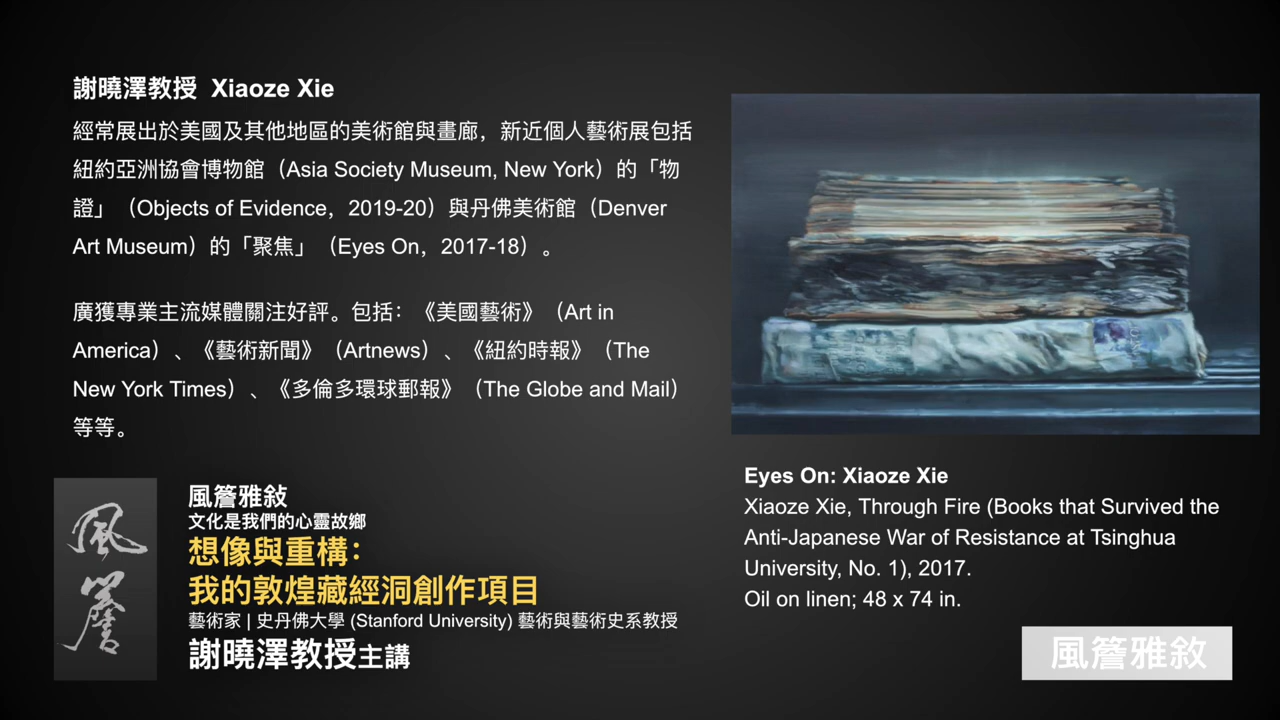 謝曉澤教授 Xiaoze Xie
經常展出於美國及其他地區的美術館與畫廊，新近個人藝術展包括
紐約亞洲協會博物館（Asia Society Museum, New York）的「物
證」（Objects of Evidence，2019-20）與丹佛美術館（Denver
Art Museum）的「聚焦」（Eyes On，2017-18）。
廣獲專業主流媒體關注好評。包括：《美國藝術》（Art in
America）、《藝術新聞》（Artnews）、《紐約時報》（The
New York Times）、《多倫多環球郵報》（The Globe and Mail）
等等。
Eyes On: Xiaoze Xie
Xiaoze Xie, Through Fire (Books that Survived the
Anti-Japanese War of Resistance at Tsinghua
University, No. 1), 2017.
Oil on linen; 48 x 74 in.
風簷
風簷雅敍
文化是我們的心靈故鄉
想像與重構：
我的敦煌藏經洞創作項目
藝術家 | 史丹佛大學 (Stanford University) 藝術與藝術史系教授
謝曉澤教授主講
風簷雅敍